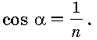 cos α = 1/n.